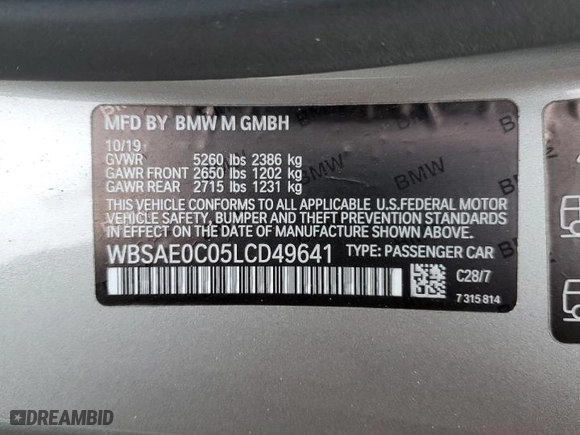 MFD BY BMW M GMBH
10/19
GVWR 5260 lbs 2386 kg
GAWR FRONT 2650 lbs 1202 kg
GAWR REAR 2715 lbs 1231 kg
THIS VEHICLE CONFORMS TO ALL APPLICABLE U.S.FEDERAL MOTOR
VEHICLE SAFETY, BUMPER AND THEFT PREVENTION STANDARDS
IN EFFECT ON THE DATE OF MANUFACTURE SHOWN ABOVE.
WBSAE0C05LCD49641 TYPE: PASSENGER CAR
C28/7
7 315 814
DREAMBID